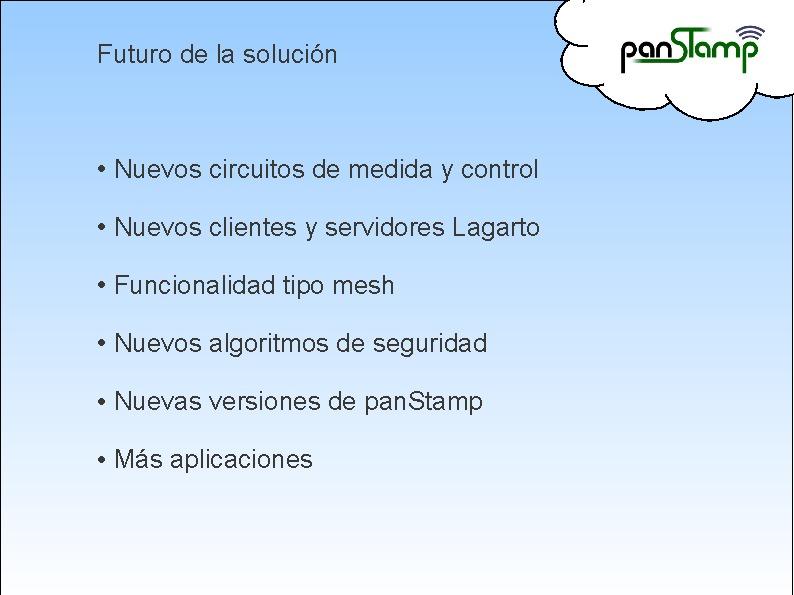 Futuro de la solución
panStamp
• Nuevos circuitos de medida y control
• Nuevos clientes y servidores Lagarto
• Funcionalidad tipo mesh
• Nuevos algoritmos de seguridad
• Nuevas versiones de panStamp
• Más aplicaciones